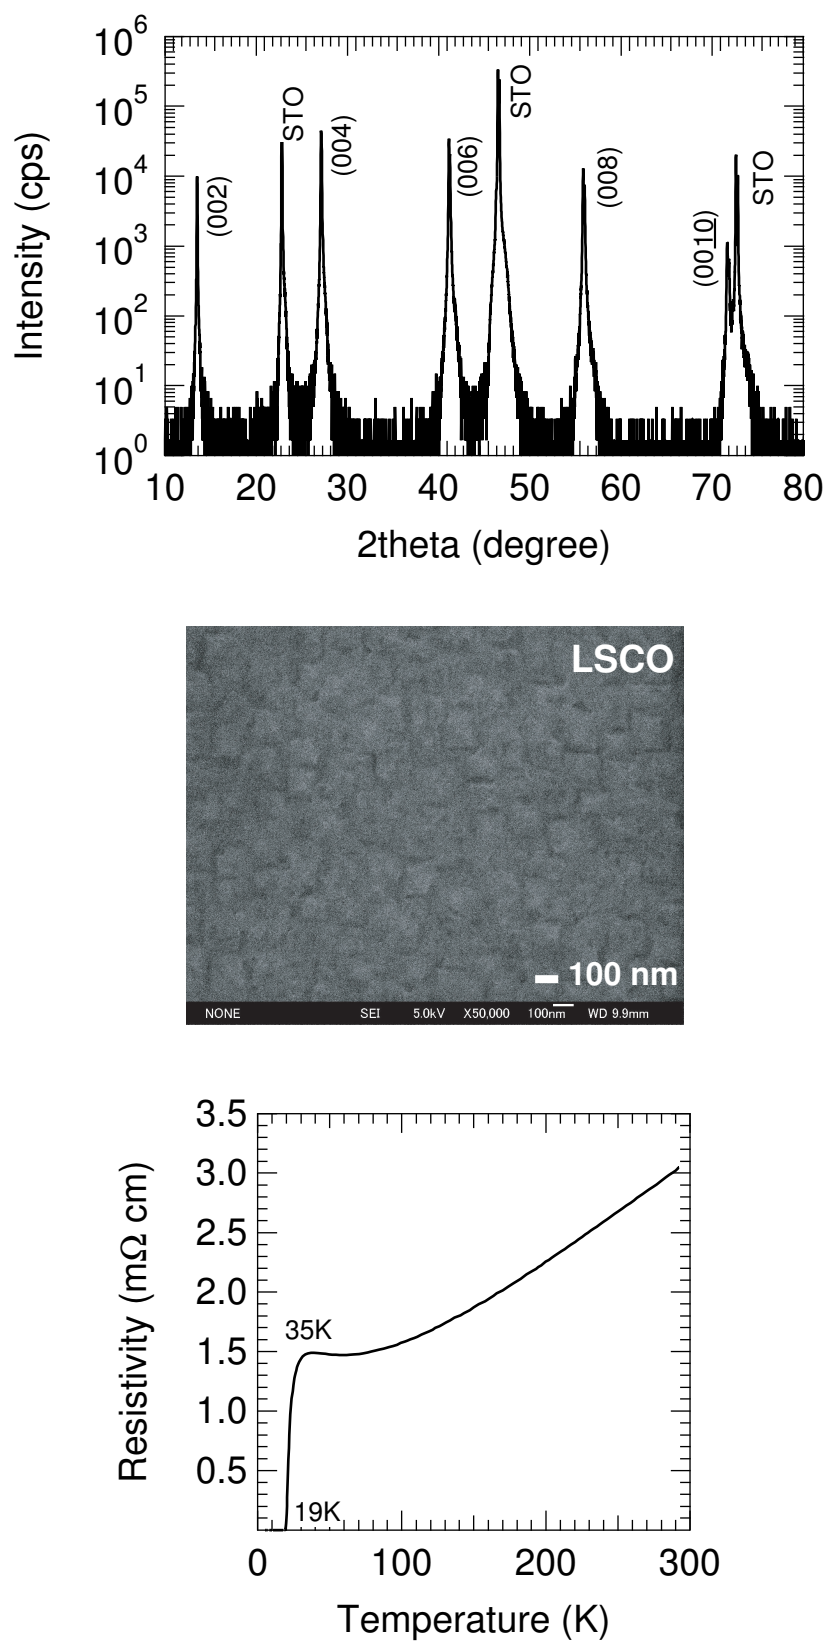 10^6
10^5
10^4
10^3
10^2
10^1
10^0
Intensity (cps)
(002)
STO
(004)
(006)
STO
(008)
(0010)
STO
10 20 30 40 50 60 70 80
2theta (degree)
LSCO
100 nm
NONE SEI 5.0kV X50,000 100nm WD 9.9mm
3.5
3.0
2.5
2.0
1.5
1.0
0.5
Resistivity (mΩ cm)
35K
19K
0 100 200 300
Temperature (K)